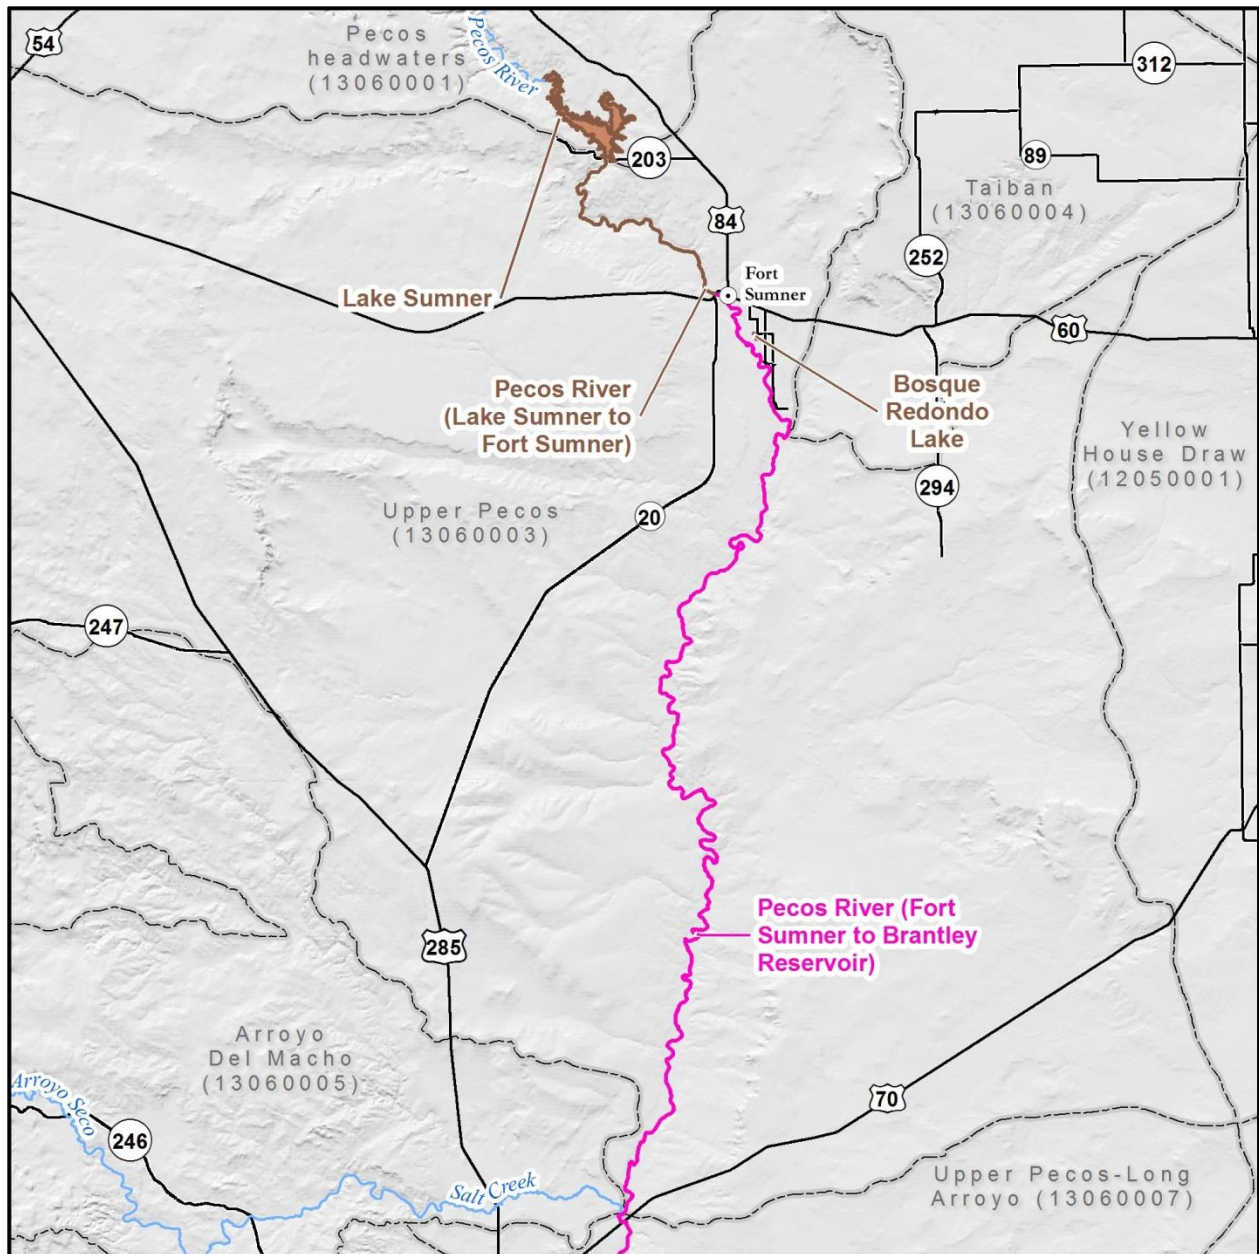 54
Pecos
headwaters
(13060001)
Pecos River
312
203
89
Taiban
(13060004)
84
252
Lake Sumner
Fort
Sumner
60
Pecos River
(Lake Sumner to
Fort Sumner)
Bosque
Redondo
Lake
Yellow
House Draw
(12050001)
294
Upper Pecos
(13060003)
20
247
Pecos River (Fort
Sumner to Brantley
Reservoir)
285
Arroyo
Del Macho
(13060005)
70
Arroyo Seco
246
Salt Creek
Upper Pecos-Long
Arroyo (13060007)